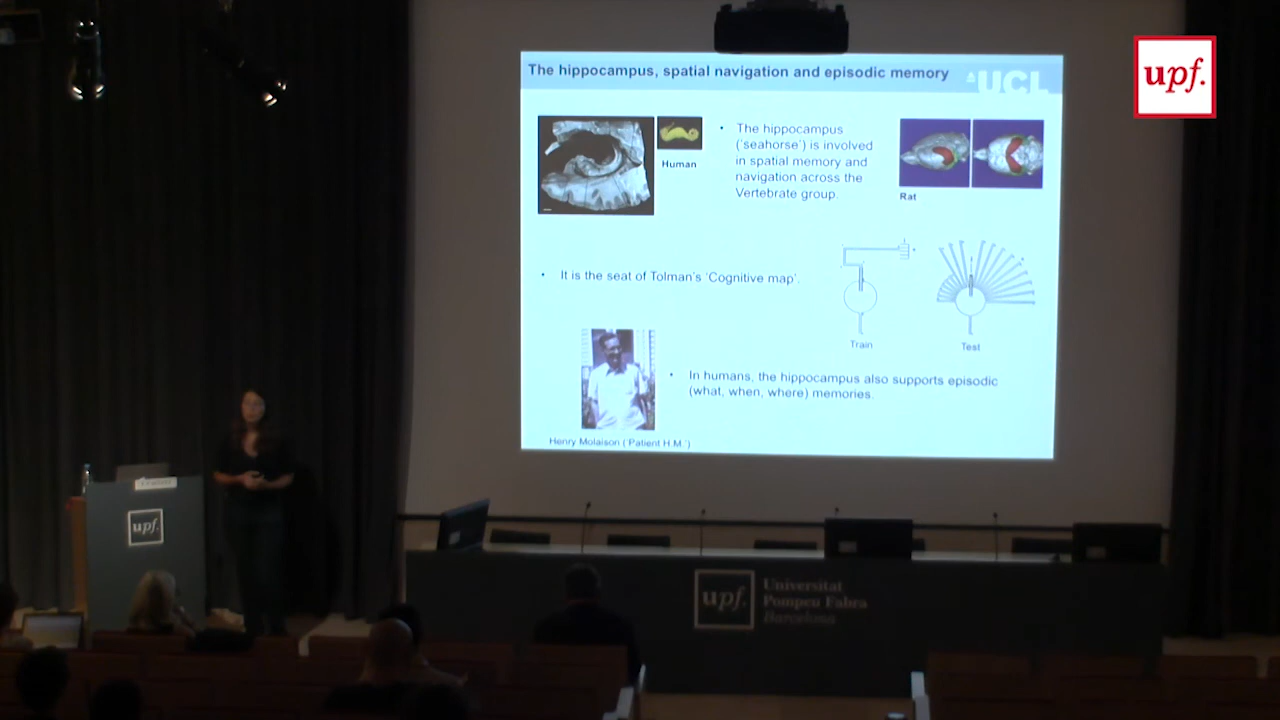 The hippocampus, spatial navigation and episodic memory
UCL
upf.
Human
• The hippocampus
('seahorse') is involved
in spatial memory and
navigation across the
Vertebrate group.
Rat
• It is the seat of Tolman's 'Cognitive map'.
Train
Test
• In humans, the hippocampus also supports episodic
(what, when, where) memories.
Henry Molaison ('Patient H.M.')
upf.
upf.
Universitat
Pompeu Fabra
Barcelona